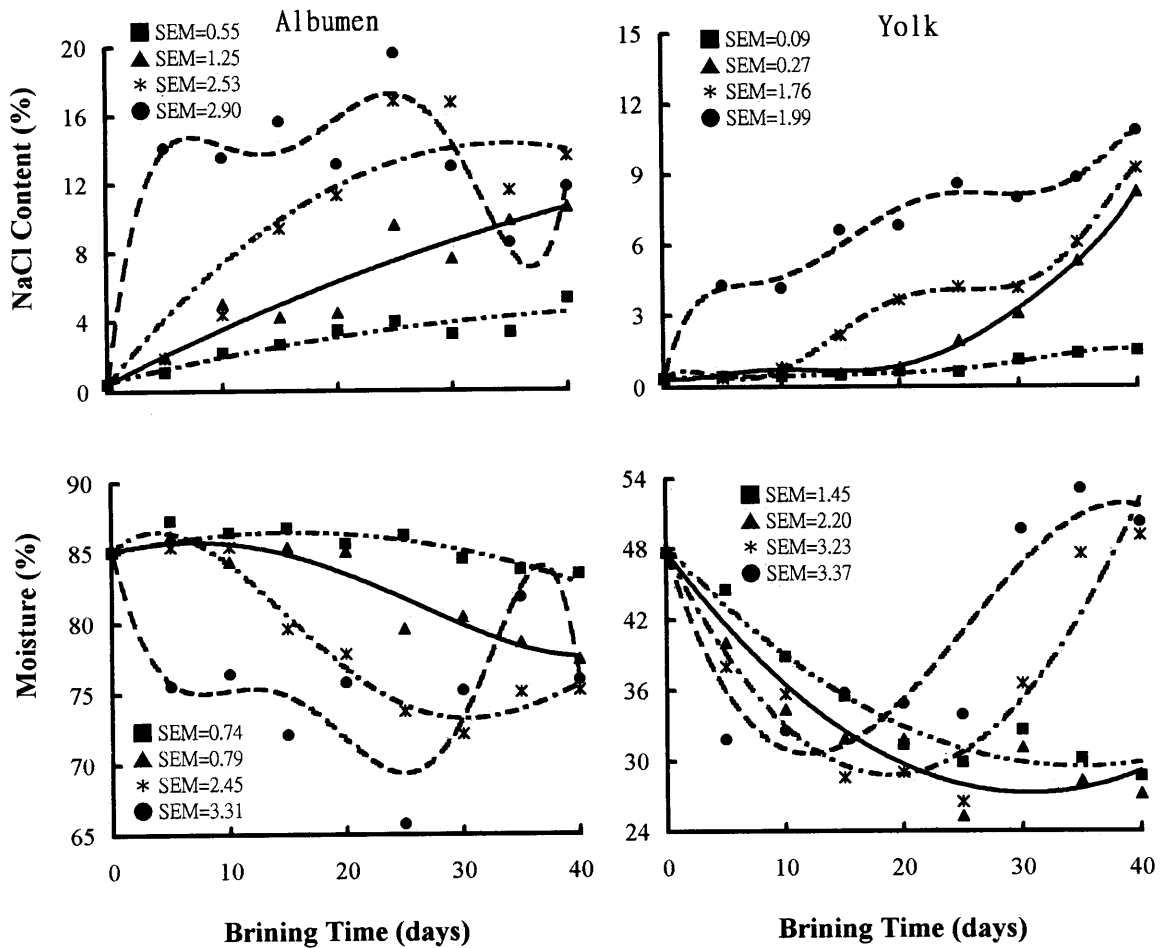 Albumen
NaCl Content (%)
20
16
12
8
4
0
SEM=0.55
SEM=1.25
SEM=2.53
SEM=2.90
Yolk
15
12
9
6
3
0
SEM=0.09
SEM=0.27
SEM=1.76
SEM=1.99
Moisture (%)
90
85
80
75
70
65
SEM=0.74
SEM=0.79
SEM=2.45
SEM=3.31
0 10 20 30 40
Brining Time (days)
54
48
42
36
30
24
SEM=1.45
SEM=2.20
SEM=3.23
SEM=3.37
0 10 20 30 40
Brining Time (days)